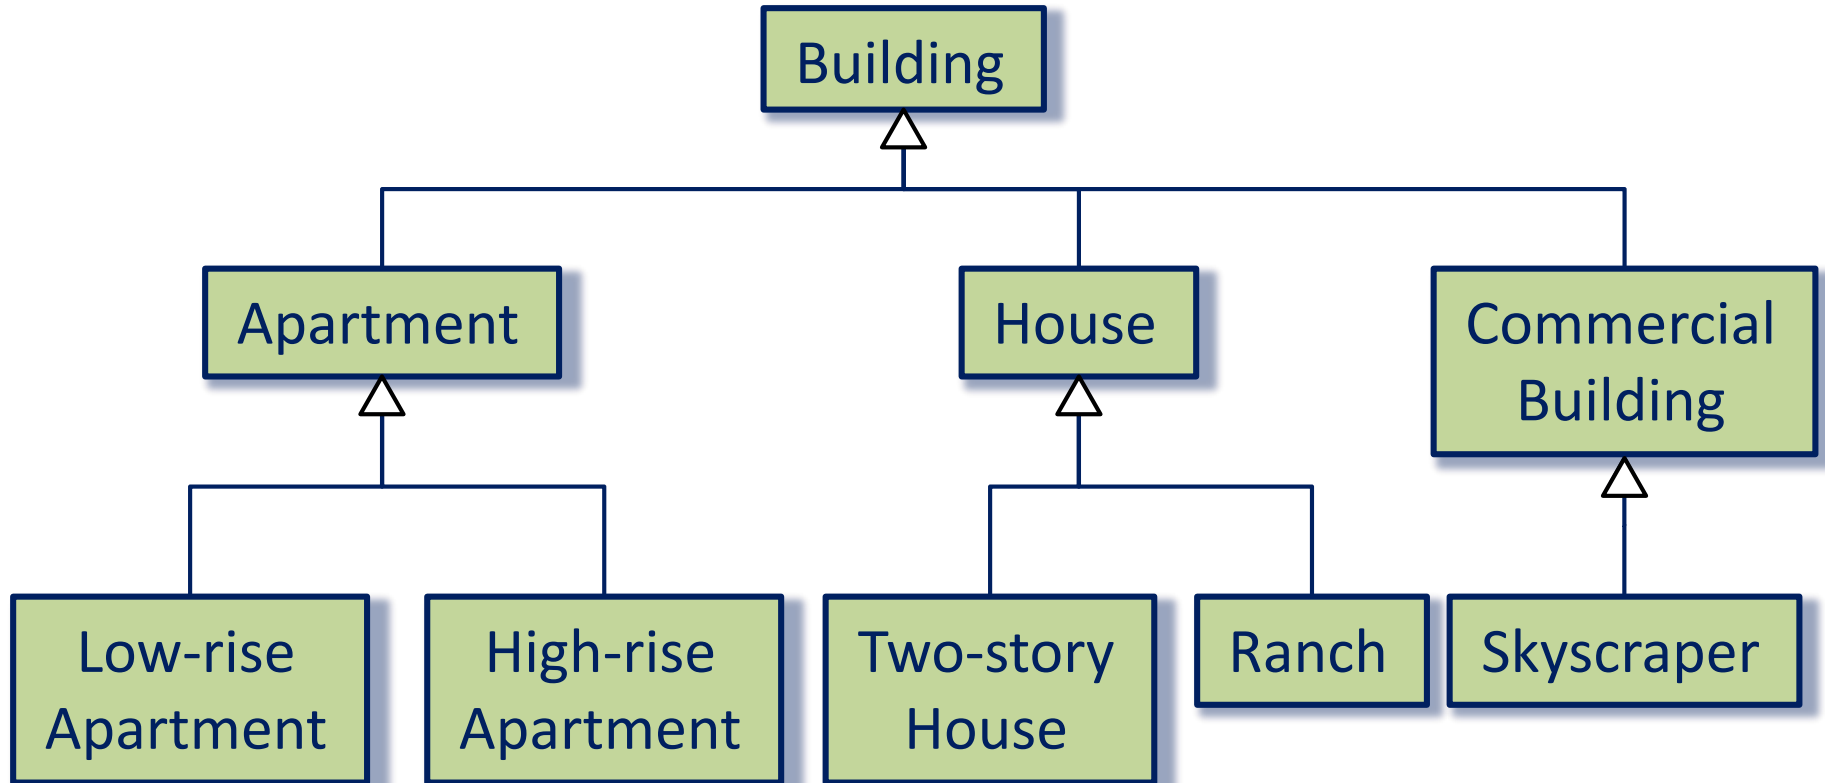 Building
Apartment
House
Commercial
Building
Low-rise
Apartment
High-rise
Apartment
Two-story
House
Ranch
Skyscraper